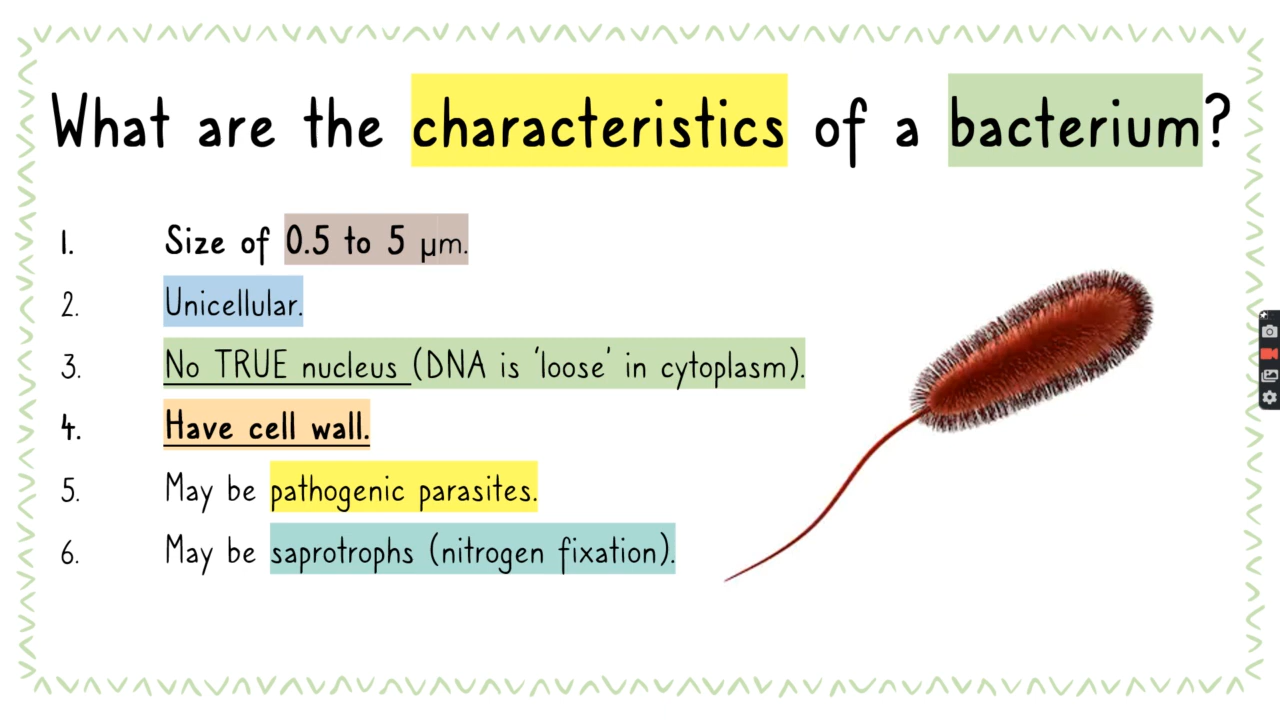 What are the characteristics of a bacterium?
1. Size of 0.5 to 5 μm.
2. Unicellular.
3. No TRUE nucleus (DNA is 'loose' in cytoplasm).
4. Have cell wall.
5. May be pathogenic parasites.
6. May be saprotrophs (nitrogen fixation).